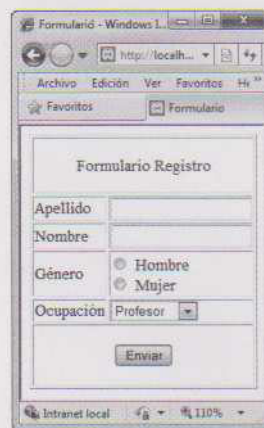 Formulario - Windows I...
http://localh...
Archivo Edición Ver Favoritos
Favoritos
Formulario
Formulario Registro
Apellido
Nombre
Género
Hombre
Mujer
Ocupación
Profesor
Enviar
Intranet local
110%